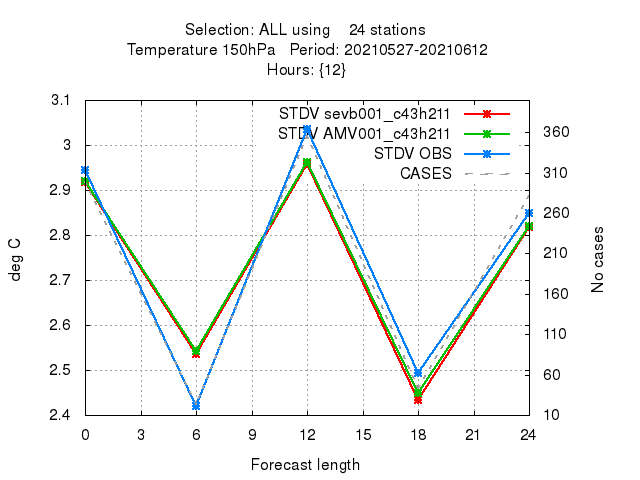 Selection: ALL using    24 stations
Temperature 150hPa   Period: 20210527-20210612
Hours: {12}
STDV sevb001_c43h211
STDV AMV001_c43h211
STDV OBS
CASES
3.1
3
2.9
2.8
2.7
2.6
2.5
2.4
deg C
360
310
260
210
160
110
60
10
No cases
0 3 6 9 12 15 18 21 24
Forecast length